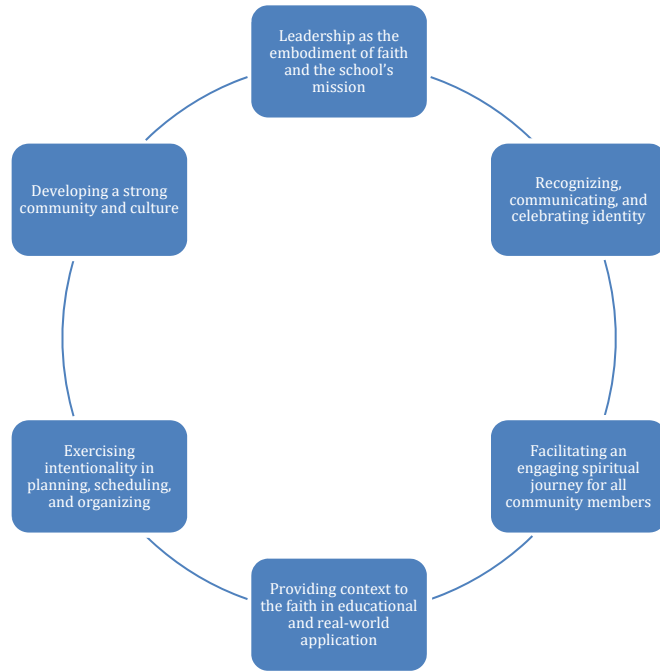 Leadership as the
embodiment of faith
and the school's
mission
Recognizing,
communicating, and
celebrating identity
Facilitating an
engaging spiritual
journey for all
community members
Providing context to
the faith in educational
and real-world
application
Exercising
intentionality in
planning, scheduling,
and organizing
Developing a strong
community and culture